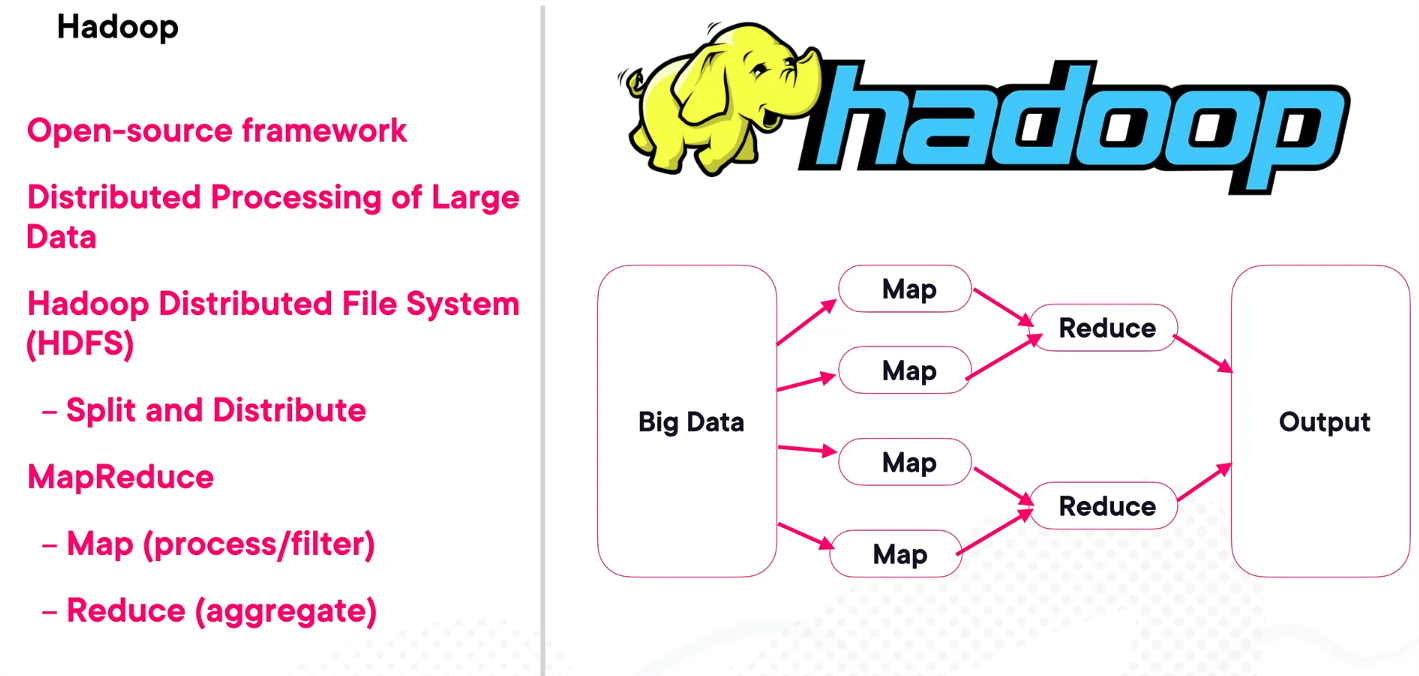 Hadoop
Open-source framework
Distributed Processing of Large
Data
Hadoop Distributed File System
(HDFS)
– Split and Distribute
MapReduce
– Map (process/filter)
– Reduce (aggregate)
hadoop
Big Data
Map
Map
Map
Map
Reduce
Reduce
Output